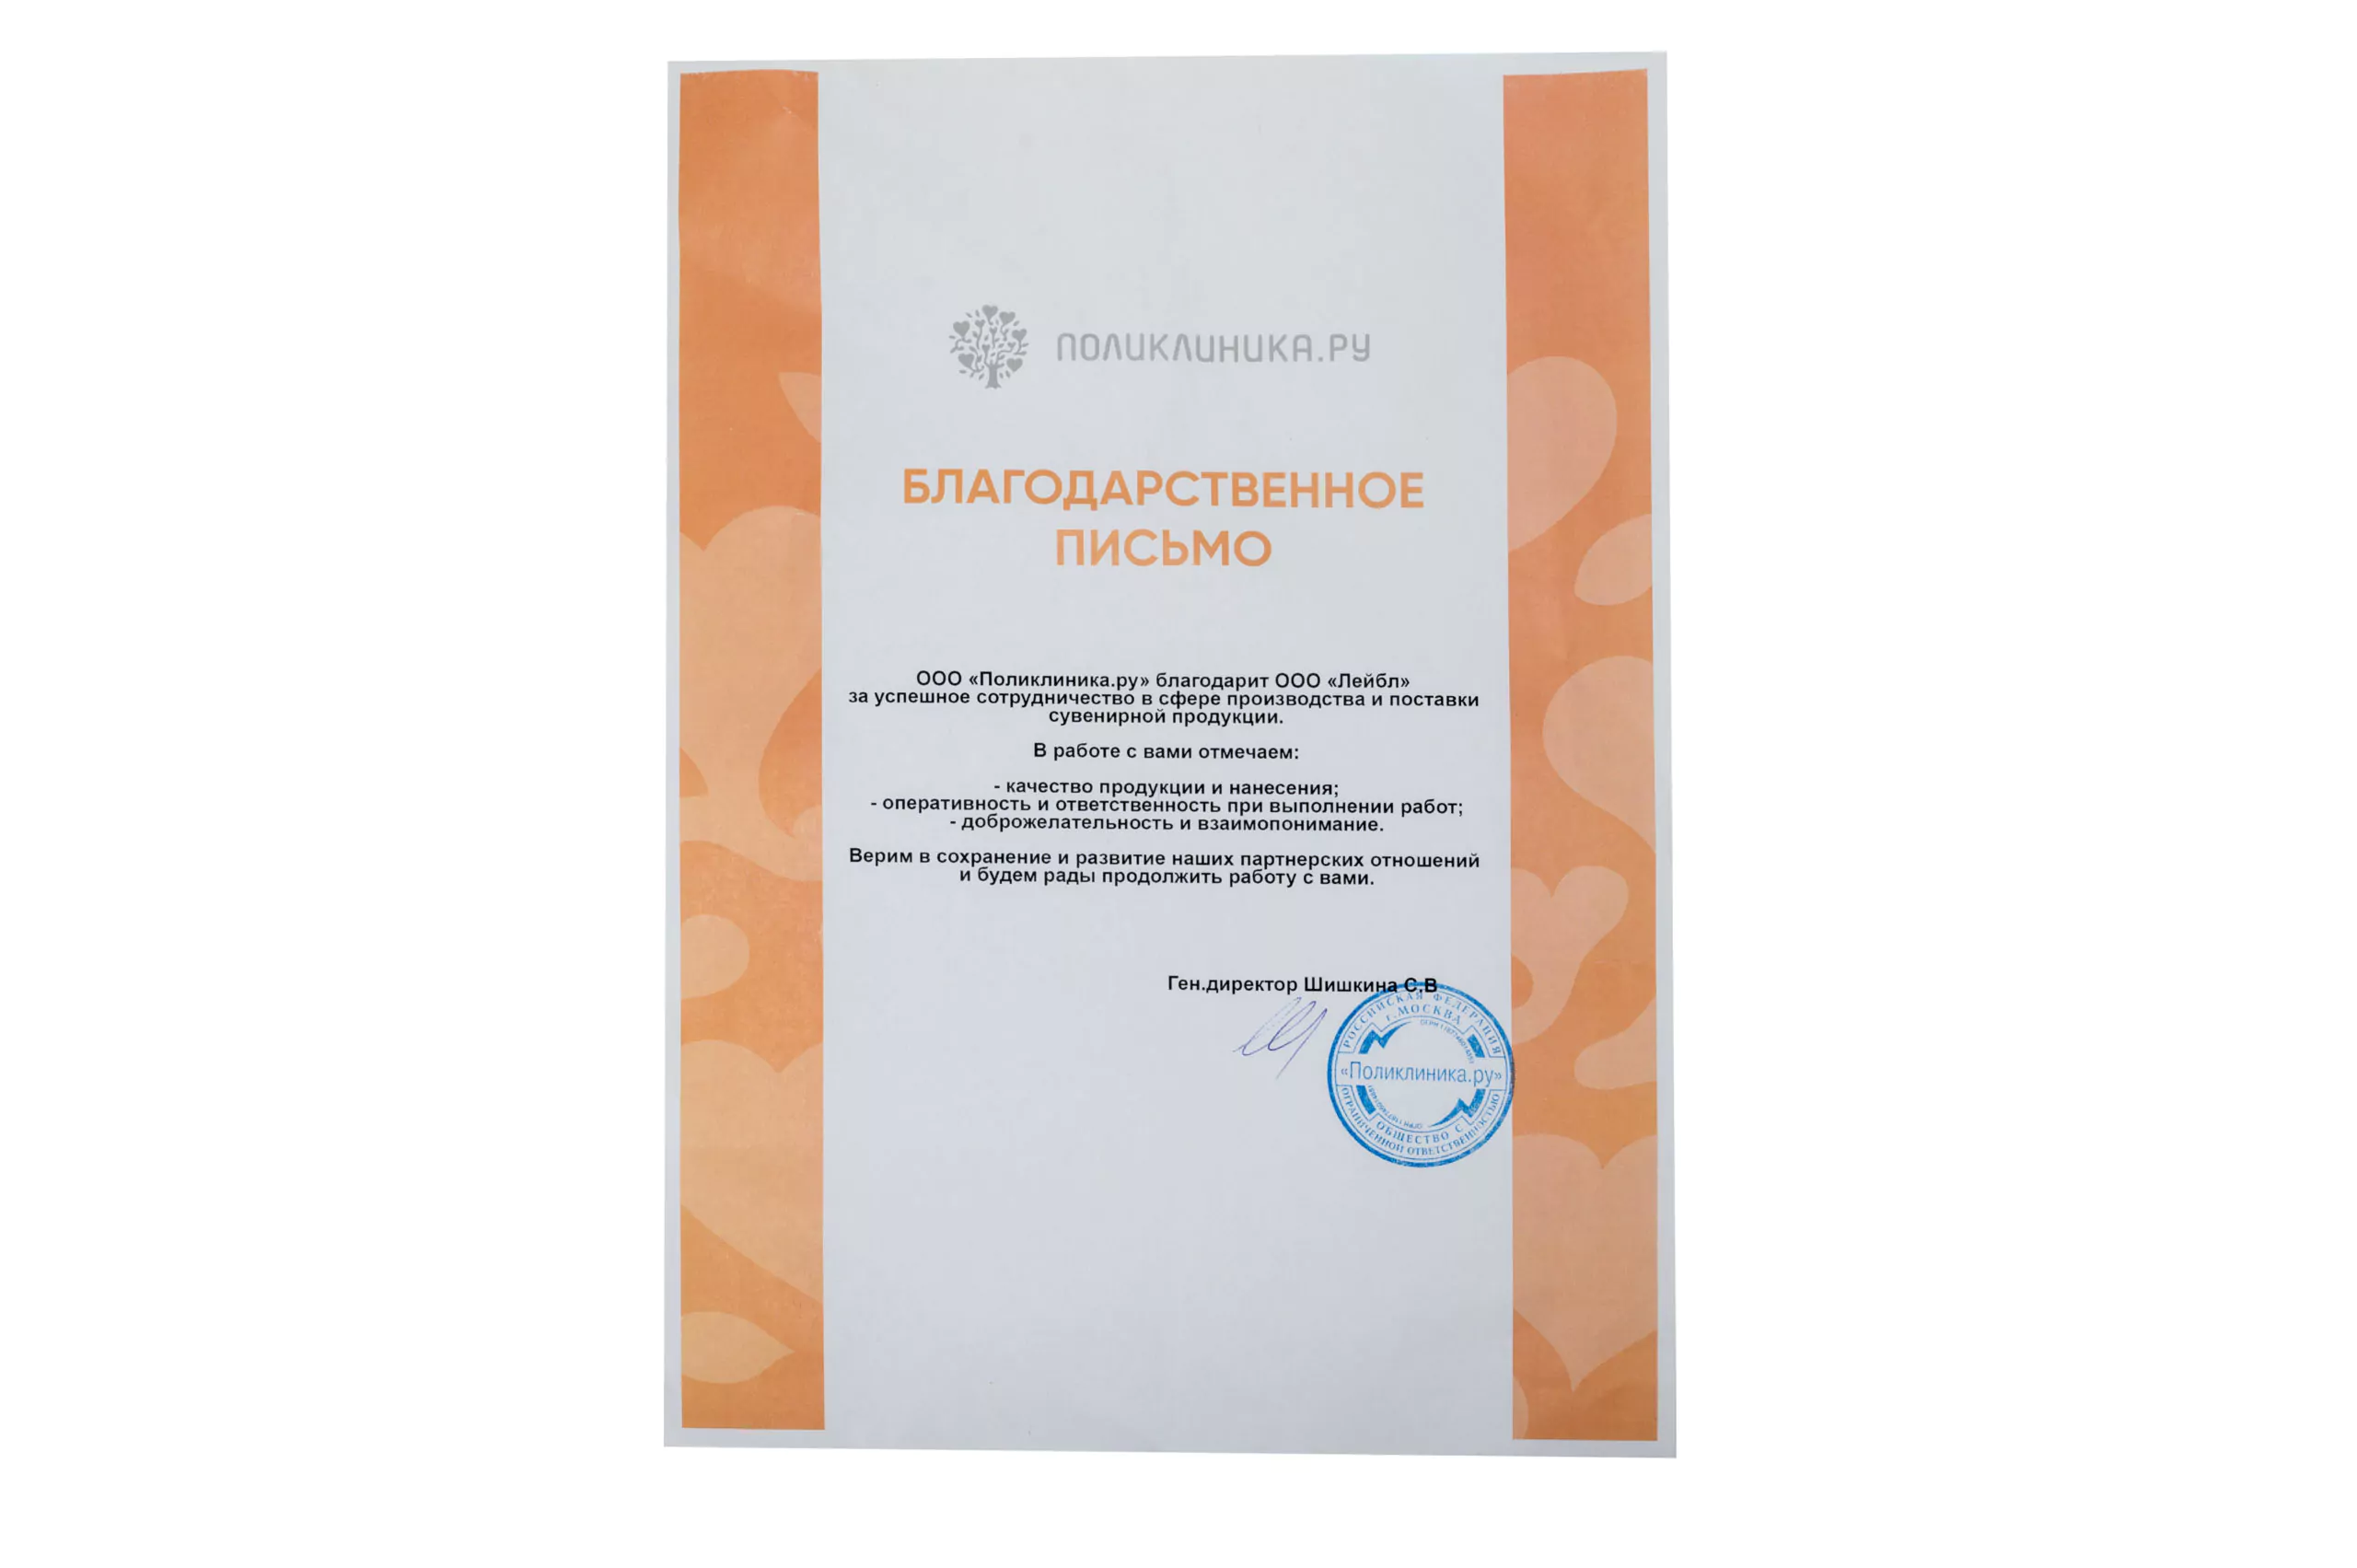 ПОЛИКЛИНИКА.РУ
БЛАГОДАРСТВЕННОЕ
ПИСЬМО
ООО «Поликлиника.ру» благодарит ООО «Лейбл»
за успешное сотрудничество в сфере производства и поставки
сувенирной продукции.
В работе с вами отмечаем:
- качество продукции и нанесения;
- оперативность и ответственность при выполнении работ;
- доброжелательность и взаимопонимание.
Верим в сохранение и развитие наших партнерских отношений
и будем рады продолжить работу с вами.
Ген.директор Шишкина С.В
РОССИЙСКАЯ ФЕДЕРАЦИЯ
г.МОСКВА
«Поликлиника.ру»
ОБЩЕСТВО С
ОГРАНИЧЕННОЙ ОТВЕТСТВЕННОСТЬЮ